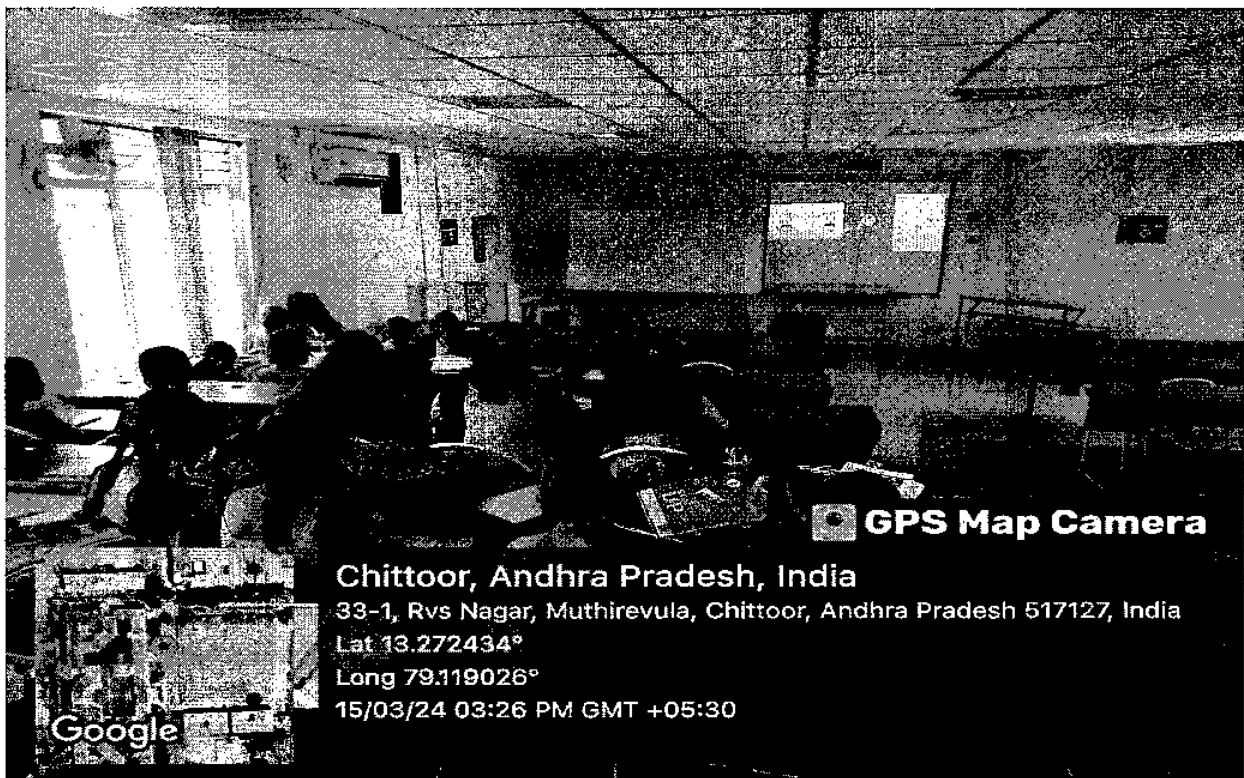 GPS Map Camera
Chittoor, Andhra Pradesh, India
33-1, Rvs Nagar, Muthirevula, Chittoor, Andhra Pradesh 517127, India
Lat 13.272434°
Long 79.119026°
15/03/24 03:26 PM GMT +05:30
Google